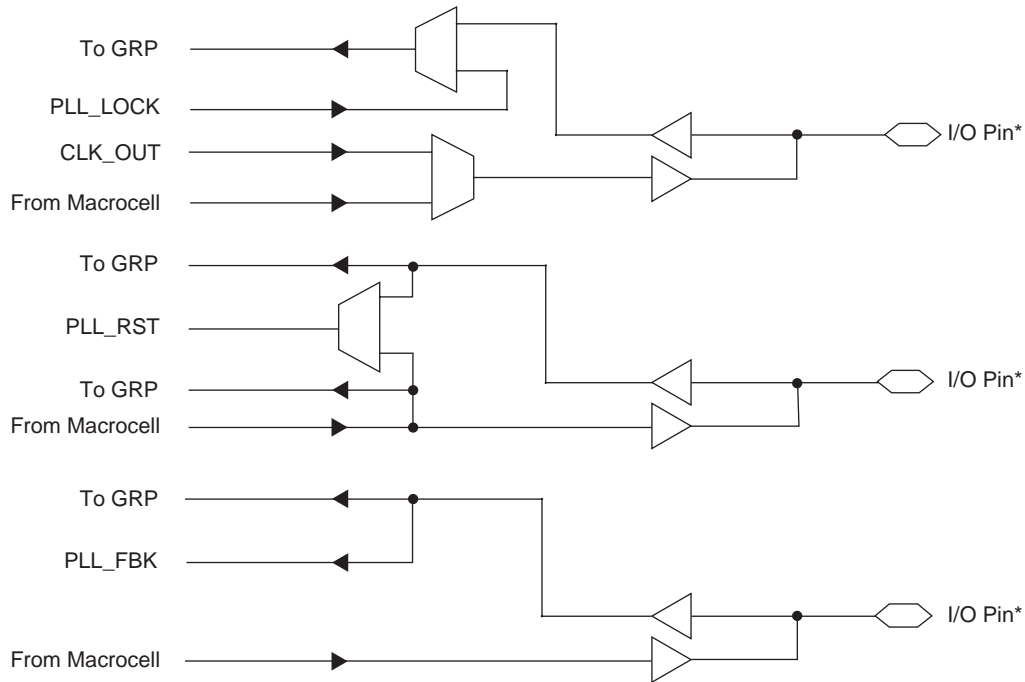 To GRP
PLL_LOCK
I/O Pin*
CLK_OUT
From Macrocell
To GRP
PLL_RST
I/O Pin*
To GRP
From Macrocell
To GRP
PLL_FBK
I/O Pin*
From Macrocell